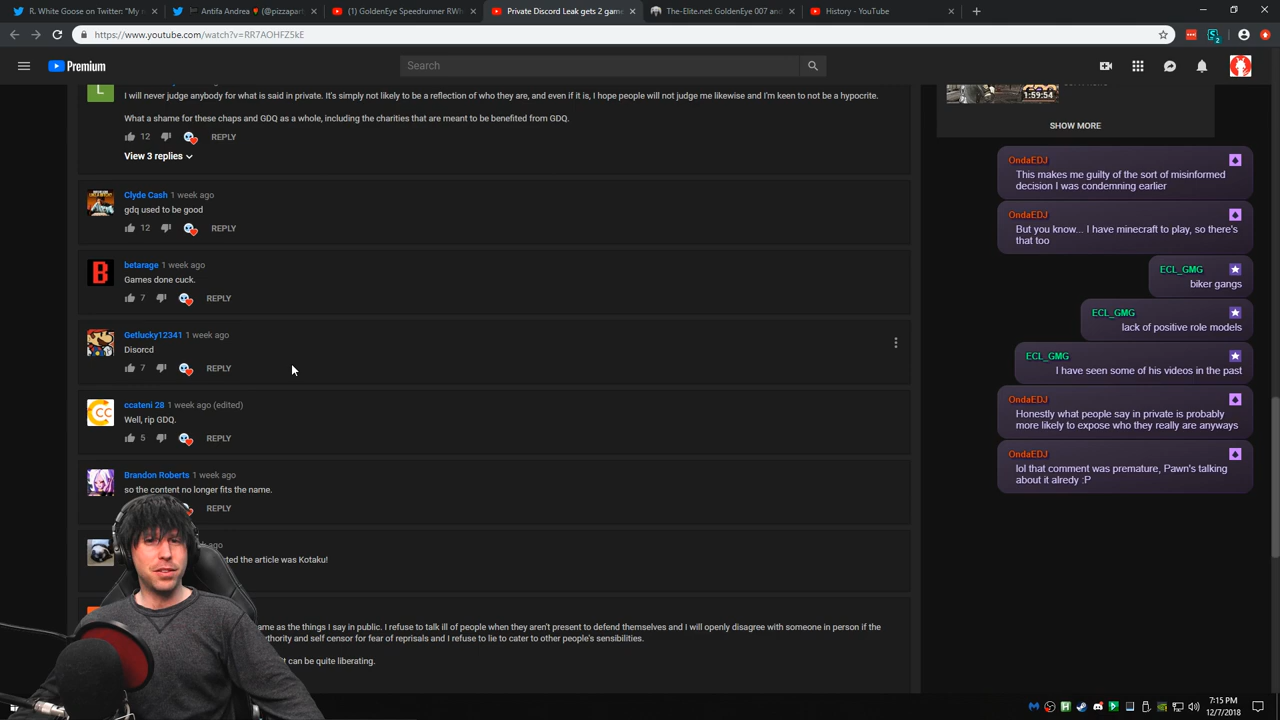 R. White Goose on Twitter: "My n
Antifa Andrea (@pizzapart
(1) GoldenEye Speedrunner RWh
Private Discord Leak gets 2 game
The-Elite.net: GoldenEye 007 and
History - YouTube
https://www.youtube.com/watch?v=RR7AOHFZ5kE
Premium
Search
I will never judge anybody for what is said in private. It's simply not likely to be a reflection of who they are, and even if it is, I hope people will not judge me likewise and I'm keen to not be a hypocrite.
What a shame for these chaps and GDQ as a whole, including the charities that are meant to be benefited from GDQ.
12 REPLY
View 3 replies
Clyde Cash 1 week ago
gdq used to be good
12 REPLY
betarage 1 week ago
Games done cuck.
7 REPLY
Getlucky12341 1 week ago
Disorcd
7 REPLY
ccateni 28 1 week ago (edited)
Well, rip GDQ.
5 REPLY
Brandon Roberts 1 week ago
so the content no longer fits the name.
REPLY
ago
ted the article was Kotaku!
ame as the things I say in public. I refuse to talk ill of people when they aren't present to defend themselves and I will openly disagree with someone in person if the
thority and self censor for fear of reprisals and I refuse to lie to cater to other people's sensibilities.
t can be quite liberating.
1:59:54
SHOW MORE
OndaEDJ
This makes me guilty of the sort of misinformed
decision I was condemning earlier
OndaEDJ
But you know... I have minecraft to play, so there's
that too
ECL_GMG
biker gangs
ECL_GMG
lack of positive role models
ECL_GMG
I have seen some of his videos in the past
OndaEDJ
Honestly what people say in private is probably
more likely to expose who they really are anyways
OndaEDJ
lol that comment was premature, Pawn's talking
about it alredy :P
7:15 PM
12/7/2018